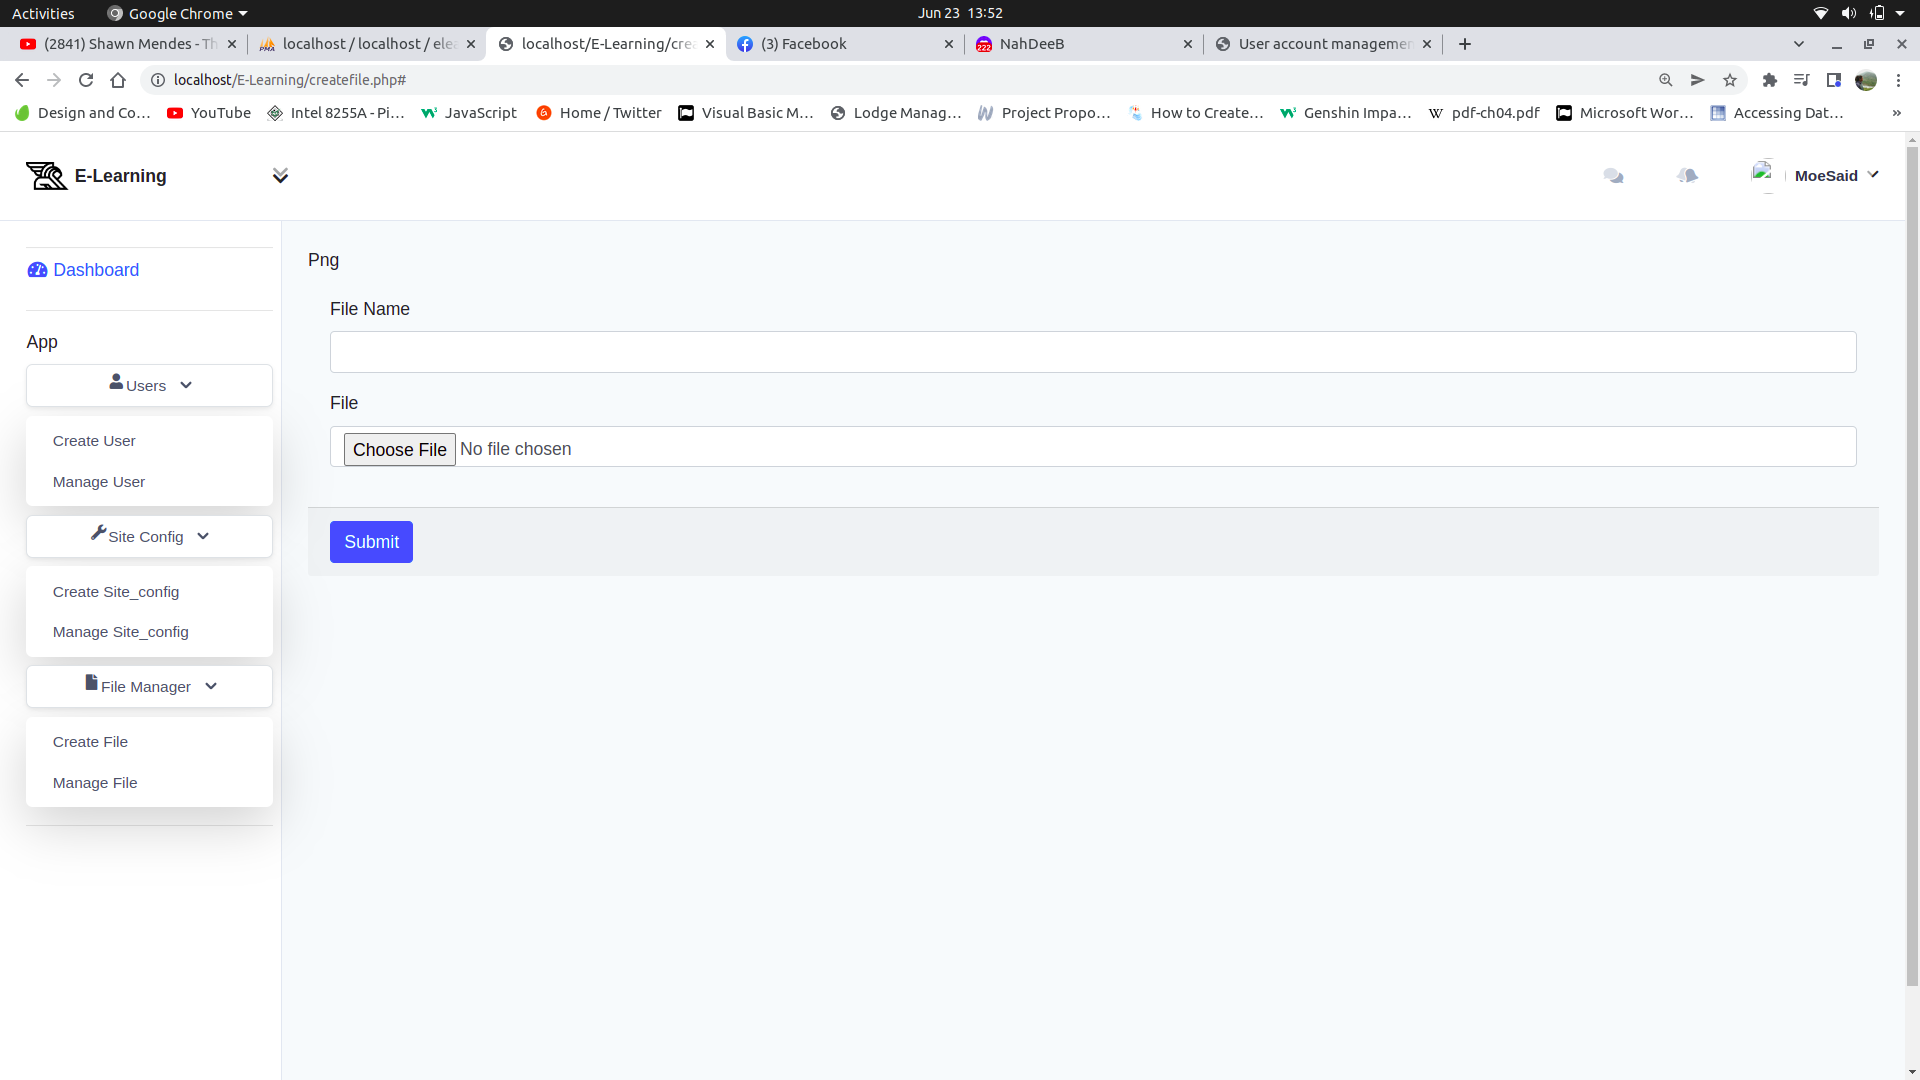 Activities Google Chrome Jun 23 13:52
(2841) Shawn Mendes - Th localhost / localhost / elea localhost/E-Learning/crea (3) Facebook NahDeeB User account managemen
localhost/E-Learning/createfile.php#
Design and Co... YouTube Intel 8255A - Pi... JavaScript Home / Twitter Visual Basic M... Lodge Manag... Project Propo... How to Create... Genshin Impa... W pdf-ch04.pdf Microsoft Wor... Accessing Dat... »
E-Learning MoeSaid
Dashboard
Png
File Name
App
Users
File
Choose File No file chosen
Create User
Manage User
Site Config
Submit
Create Site_config
Manage Site_config
File Manager
Create File
Manage File